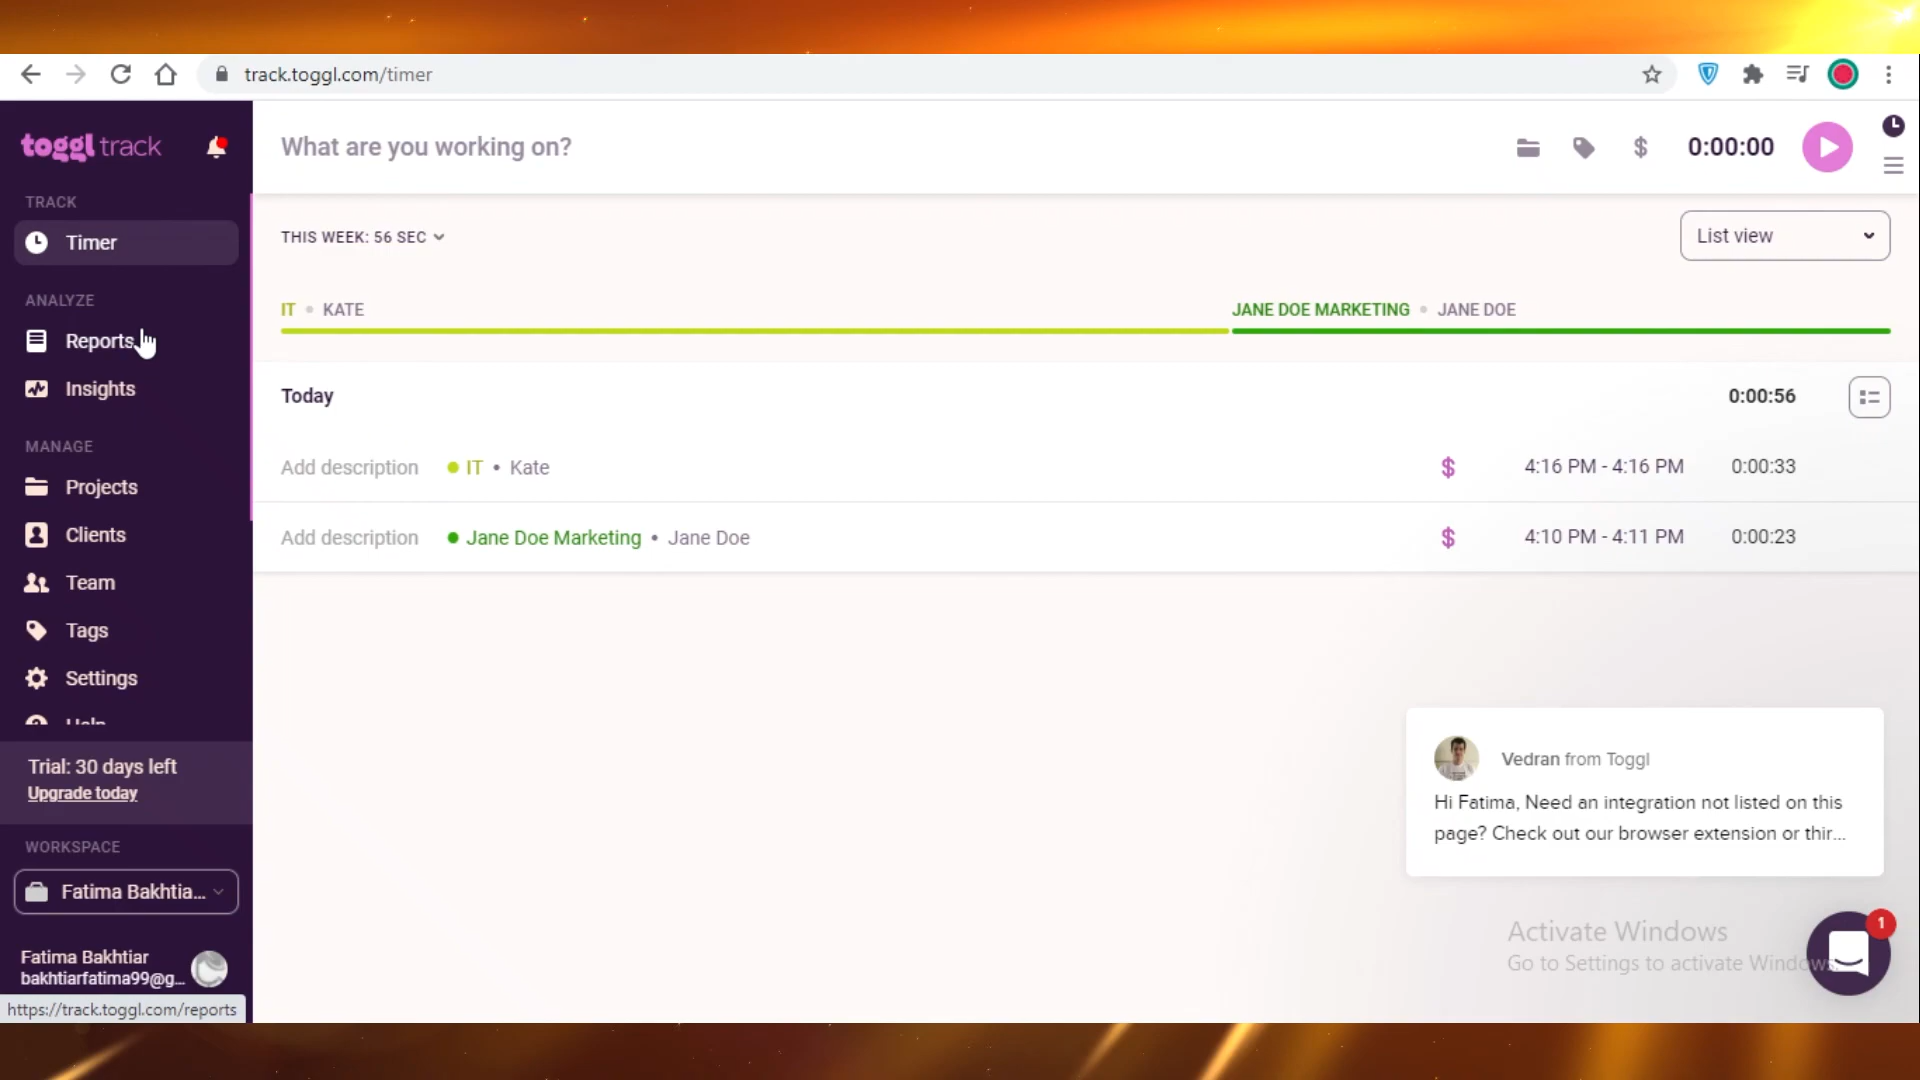 track.toggl.com/timer
toggl track
What are you working on?
0:00:00
TRACK
Timer
THIS WEEK: 56 SEC
List view
ANALYZE
IT • KATE
JANE DOE MARKETING • JANE DOE
Reports
Insights
Today
0:00:56
MANAGE
Add description
IT • Kate
$
4:16 PM - 4:16 PM
0:00:33
Projects
Clients
Add description
Jane Doe Marketing • Jane Doe
$
4:10 PM - 4:11 PM
0:00:23
Team
Tags
Settings
Help
Trial: 30 days left
Upgrade today
Vedran from Toggl
Hi Fatima, Need an integration not listed on this
page? Check out our browser extension or thir...
WORKSPACE
Fatima Bakhtia...
Activate Windows
Go to Settings to activate Windows.
1
Fatima Bakhtiar
bakhtiarfatima99@g...
https://track.toggl.com/reports